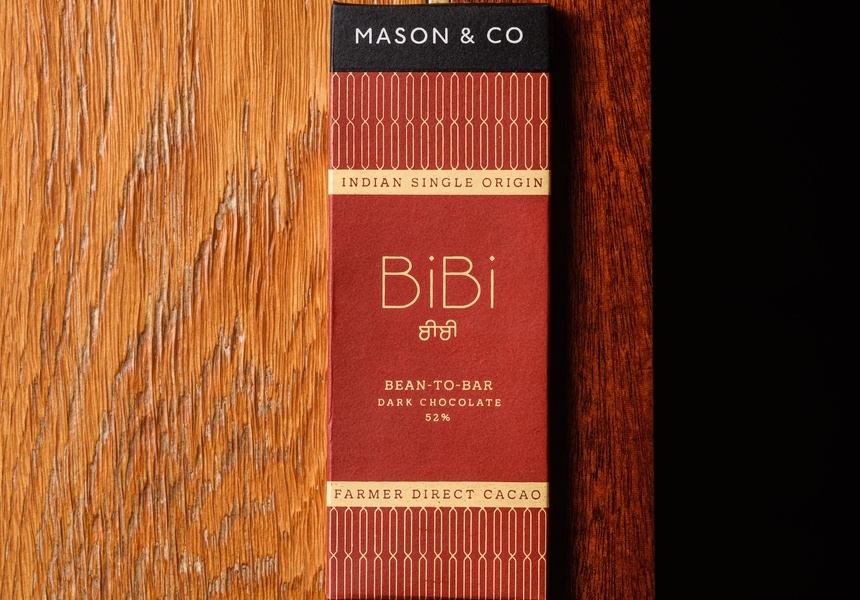 MASON & CO
INDIAN SINGLE ORIGIN
BiBi
ਬੀਬੀ
BEAN-TO-BAR
DARK CHOCOLATE
52%
FARMER DIRECT CACAO